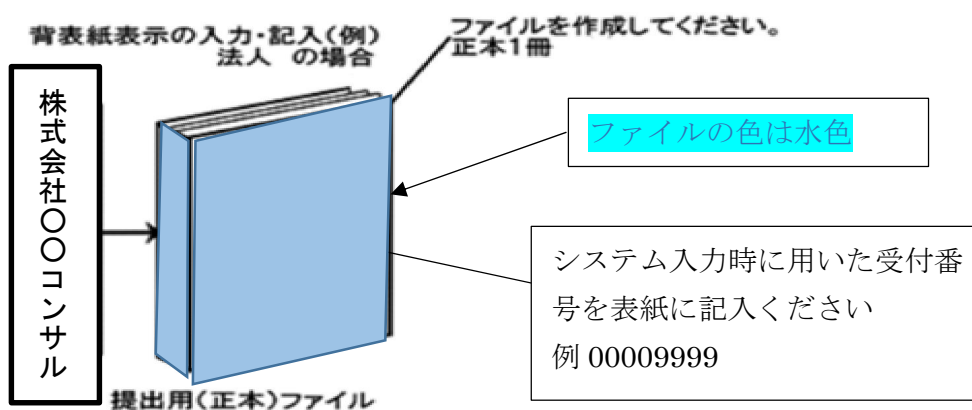 背表紙表示の入力・記入(例)
法人 の場合
ファイルを作成してください。
正本1冊
株式会社〇〇コンサル
ファイルの色は水色
システム入力時に用いた受付番
号を表紙に記入ください
例 00009999
提出用(正本)ファイル